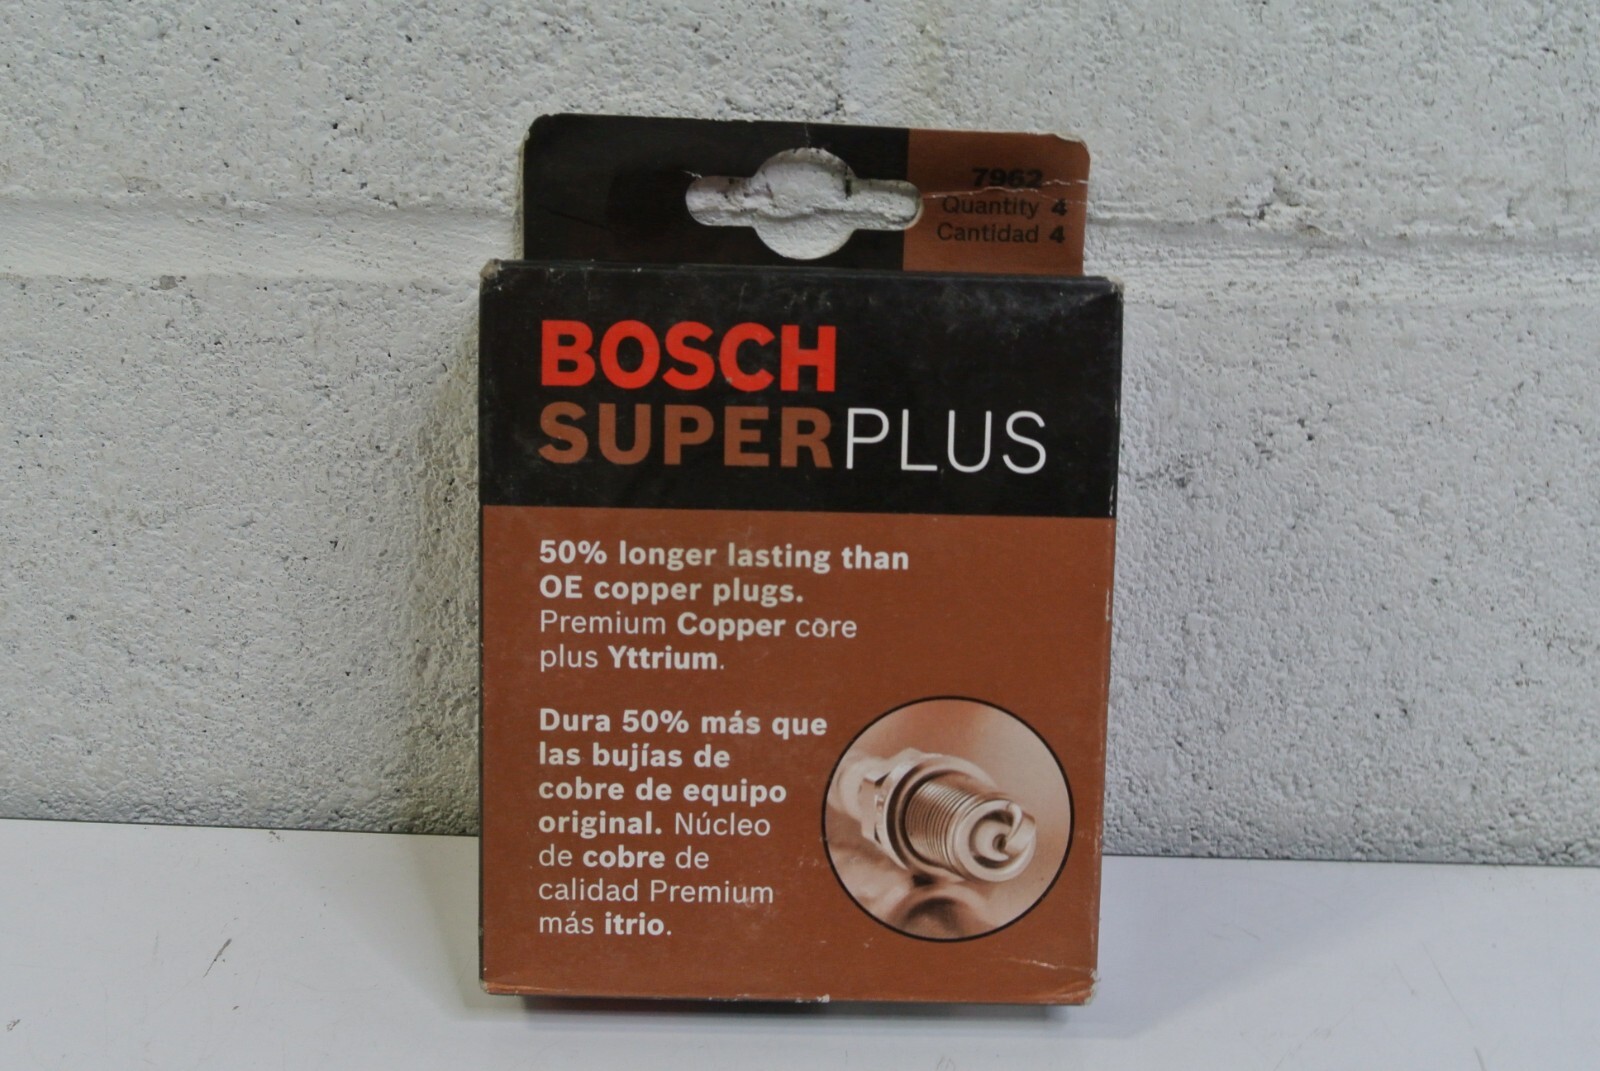 7962
Quantity 4
Cantidad 4
BOSCH
SUPERPLUS
50% longer lasting than
OE copper plugs.
Premium Copper core
plus Yttrium.
Dura 50% más que
las bujías de
cobre de equipo
original. Núcleo
de cobre de
calidad Premium
más itrio.